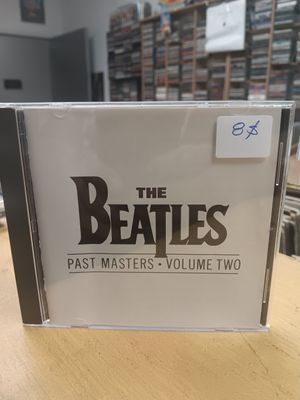 8$
THE
BEATLES
PAST MASTERS · VOLUME TWO